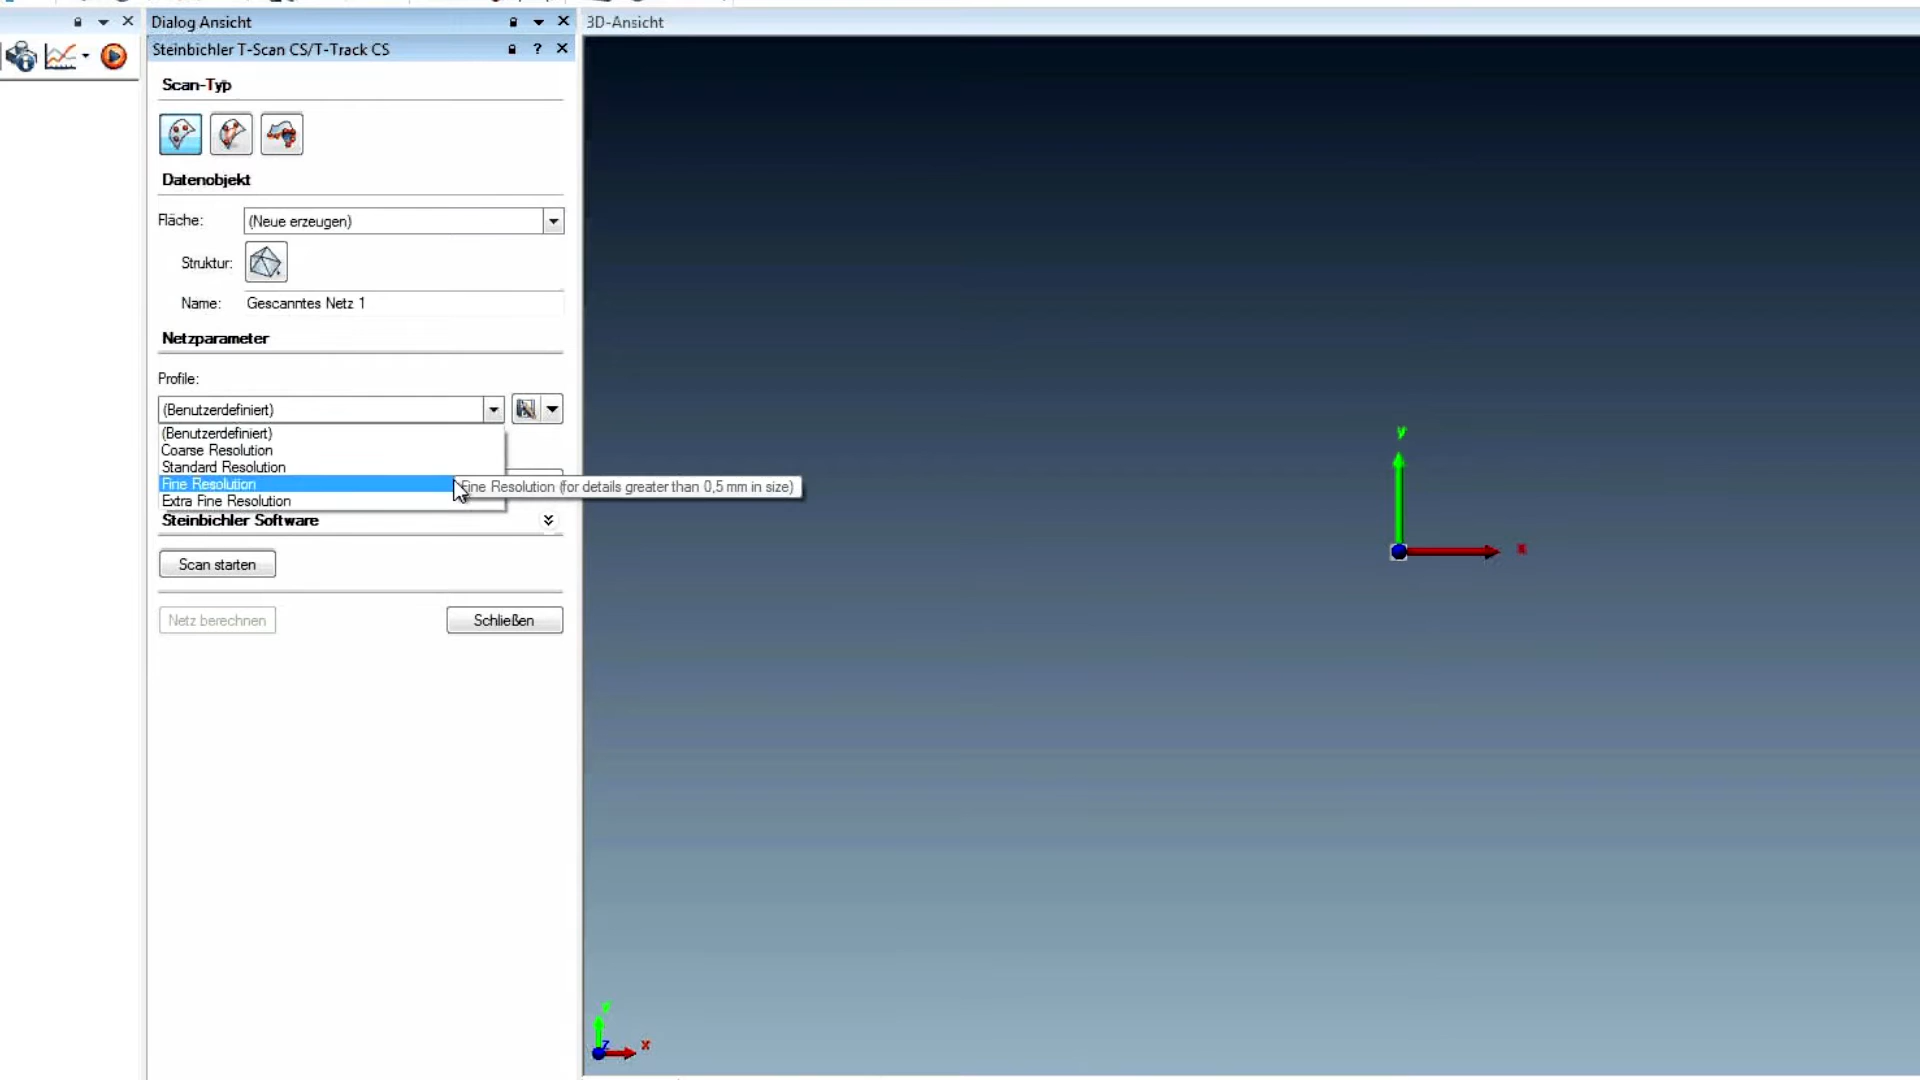 Dialog Ansicht
3D-Ansicht
Steinbichler T-Scan CS/T-Track CS
?
Scan-Typ
Datenobjekt
Fläche:
(Neue erzeugen)
Struktur:
Name:
Gescanntes Netz 1
Netzparameter
Profile:
(Benutzerdefiniert)
(Benutzerdefiniert)
Coarse Resolution
Standard Resolution
Fine Resolution
Fine Resolution (for details greater than 0,5 mm in size)
Extra Fine Resolution
Steinbichler Software
Scan starten
Netz berechnen
Schließen
y
x
z
x